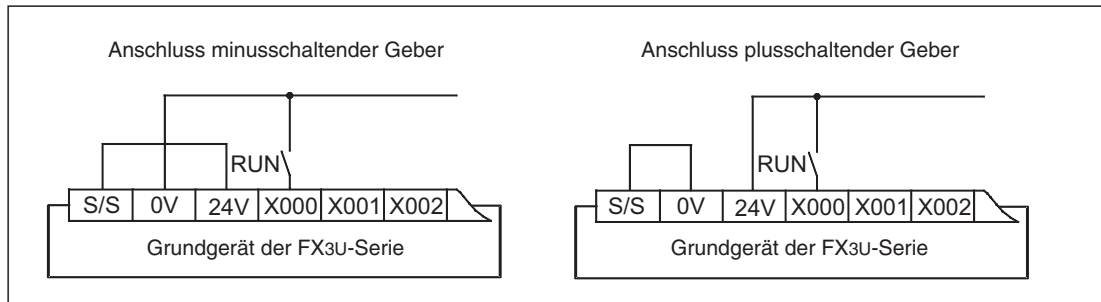 Anschluss minusschaltender Geber
RUN
S/S 0V 24V X000 X001 X002
Grundgerät der FX3U-Serie
Anschluss plusschaltender Geber
RUN
S/S 0V 24V X000 X001 X002
Grundgerät der FX3U-Serie